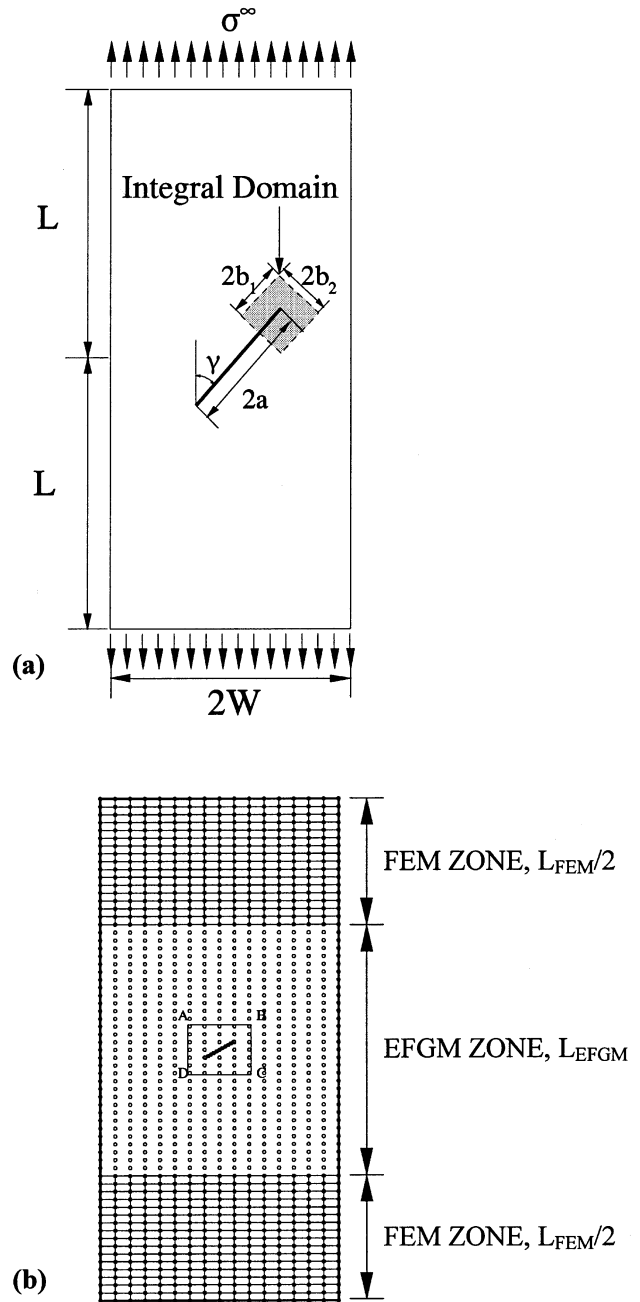 σ∞
Integral Domain
L
2b1
2b2
γ
2a
L
(a)
2W
FEM ZONE, LFEM/2
A
B
EFGM ZONE, LEFGM
D
C
FEM ZONE, LFEM/2
(b)